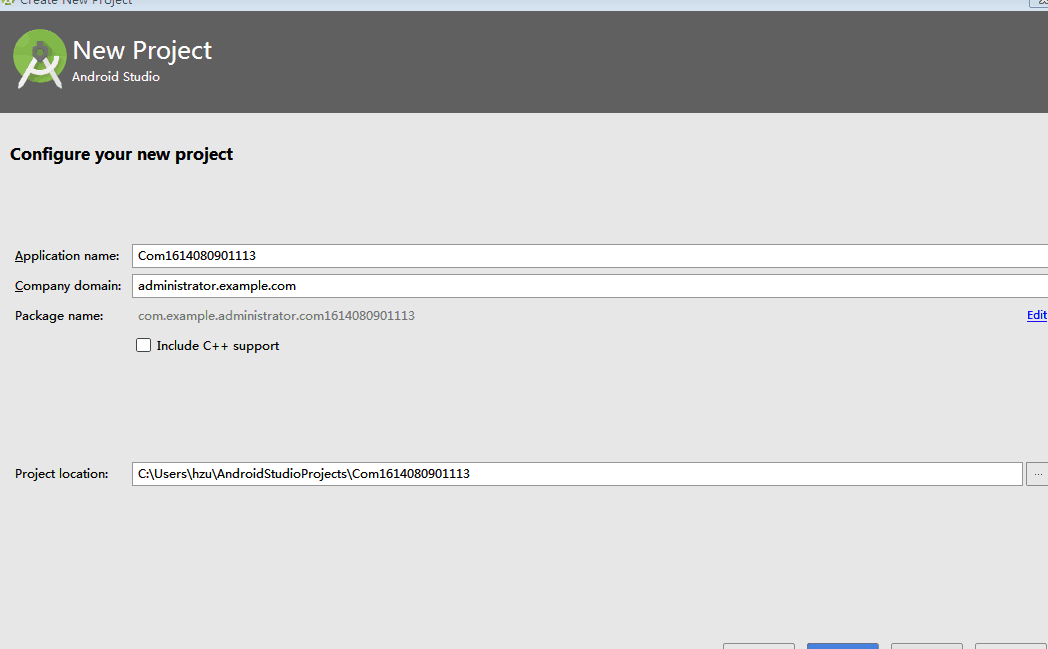 Create New Project
New Project
Android Studio
Configure your new project
Application name: Com1614080901113
Company domain: administrator.example.com
Package name: com.example.administrator.com1614080901113 Edit
Include C++ support
Project location: C:\Users\hzu\AndroidStudioProjects\Com1614080901113 ...